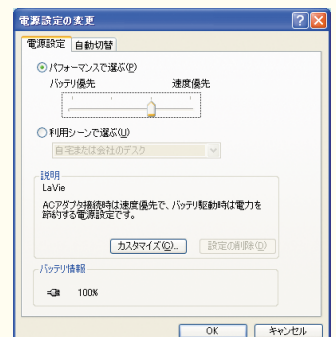 電源設定の変更
電源設定 自動切替
パフォーマンスで選ぶ(P)
バッテリ優先 速度優先
利用シーンで選ぶ(U)
自宅または会社のデスク
説明
LaVie
ACアダプタ接続時は速度優先で、バッテリ駆動時は電力を
節約する電源設定です。
カスタマイズ(C)... 設定の削除(D)
バッテリ情報
100%
OK キャンセル